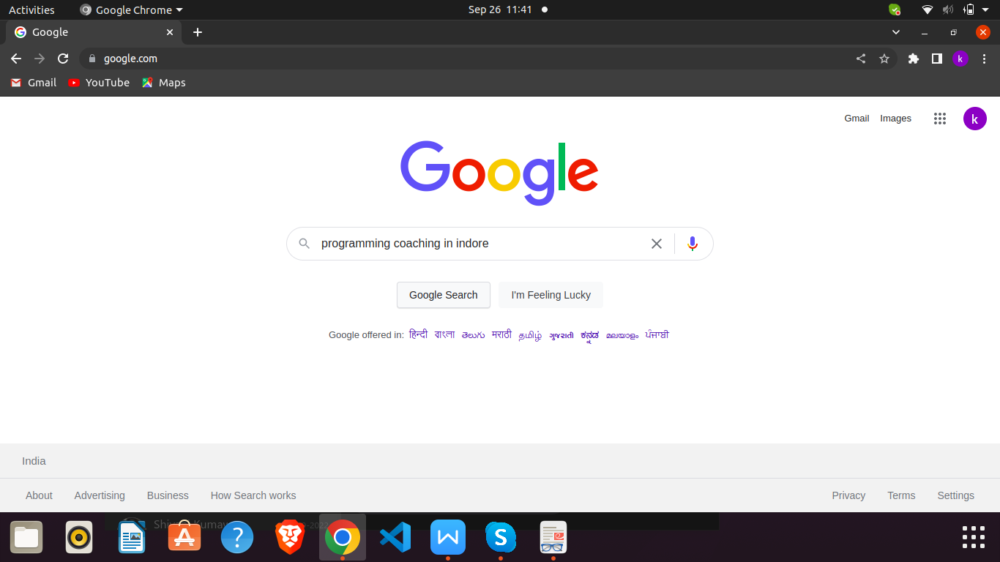 Activities
Google Chrome
Sep 26 11:41
Google
google.com
k
Gmail
YouTube
Maps
Gmail
Images
k
Google
programming coaching in indore
Google Search
I'm Feeling Lucky
Google offered in: हिन्दी বাংলা తెలుగు मराठी தமிழ் ગુજરાતી ಕನ್ನಡ മലയാളം ਪੰਜਾਬੀ
India
About
Advertising
Business
How Search works
Privacy
Terms
Settings